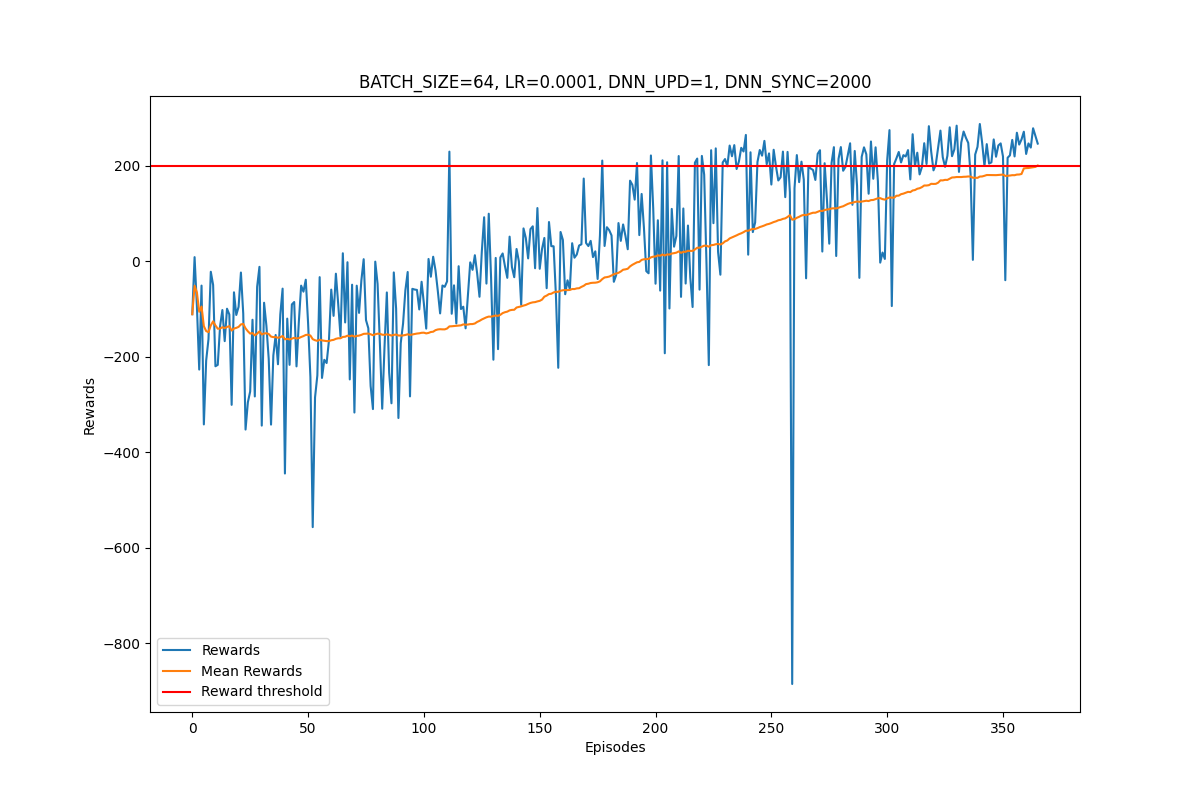 BATCH_SIZE=64, LR=0.0001, DNN_UPD=1, DNN_SYNC=2000
200
0
−200
−400
−600
−800
Rewards
Rewards
Mean Rewards
Reward threshold
0 50 100 150 200 250 300 350
Episodes